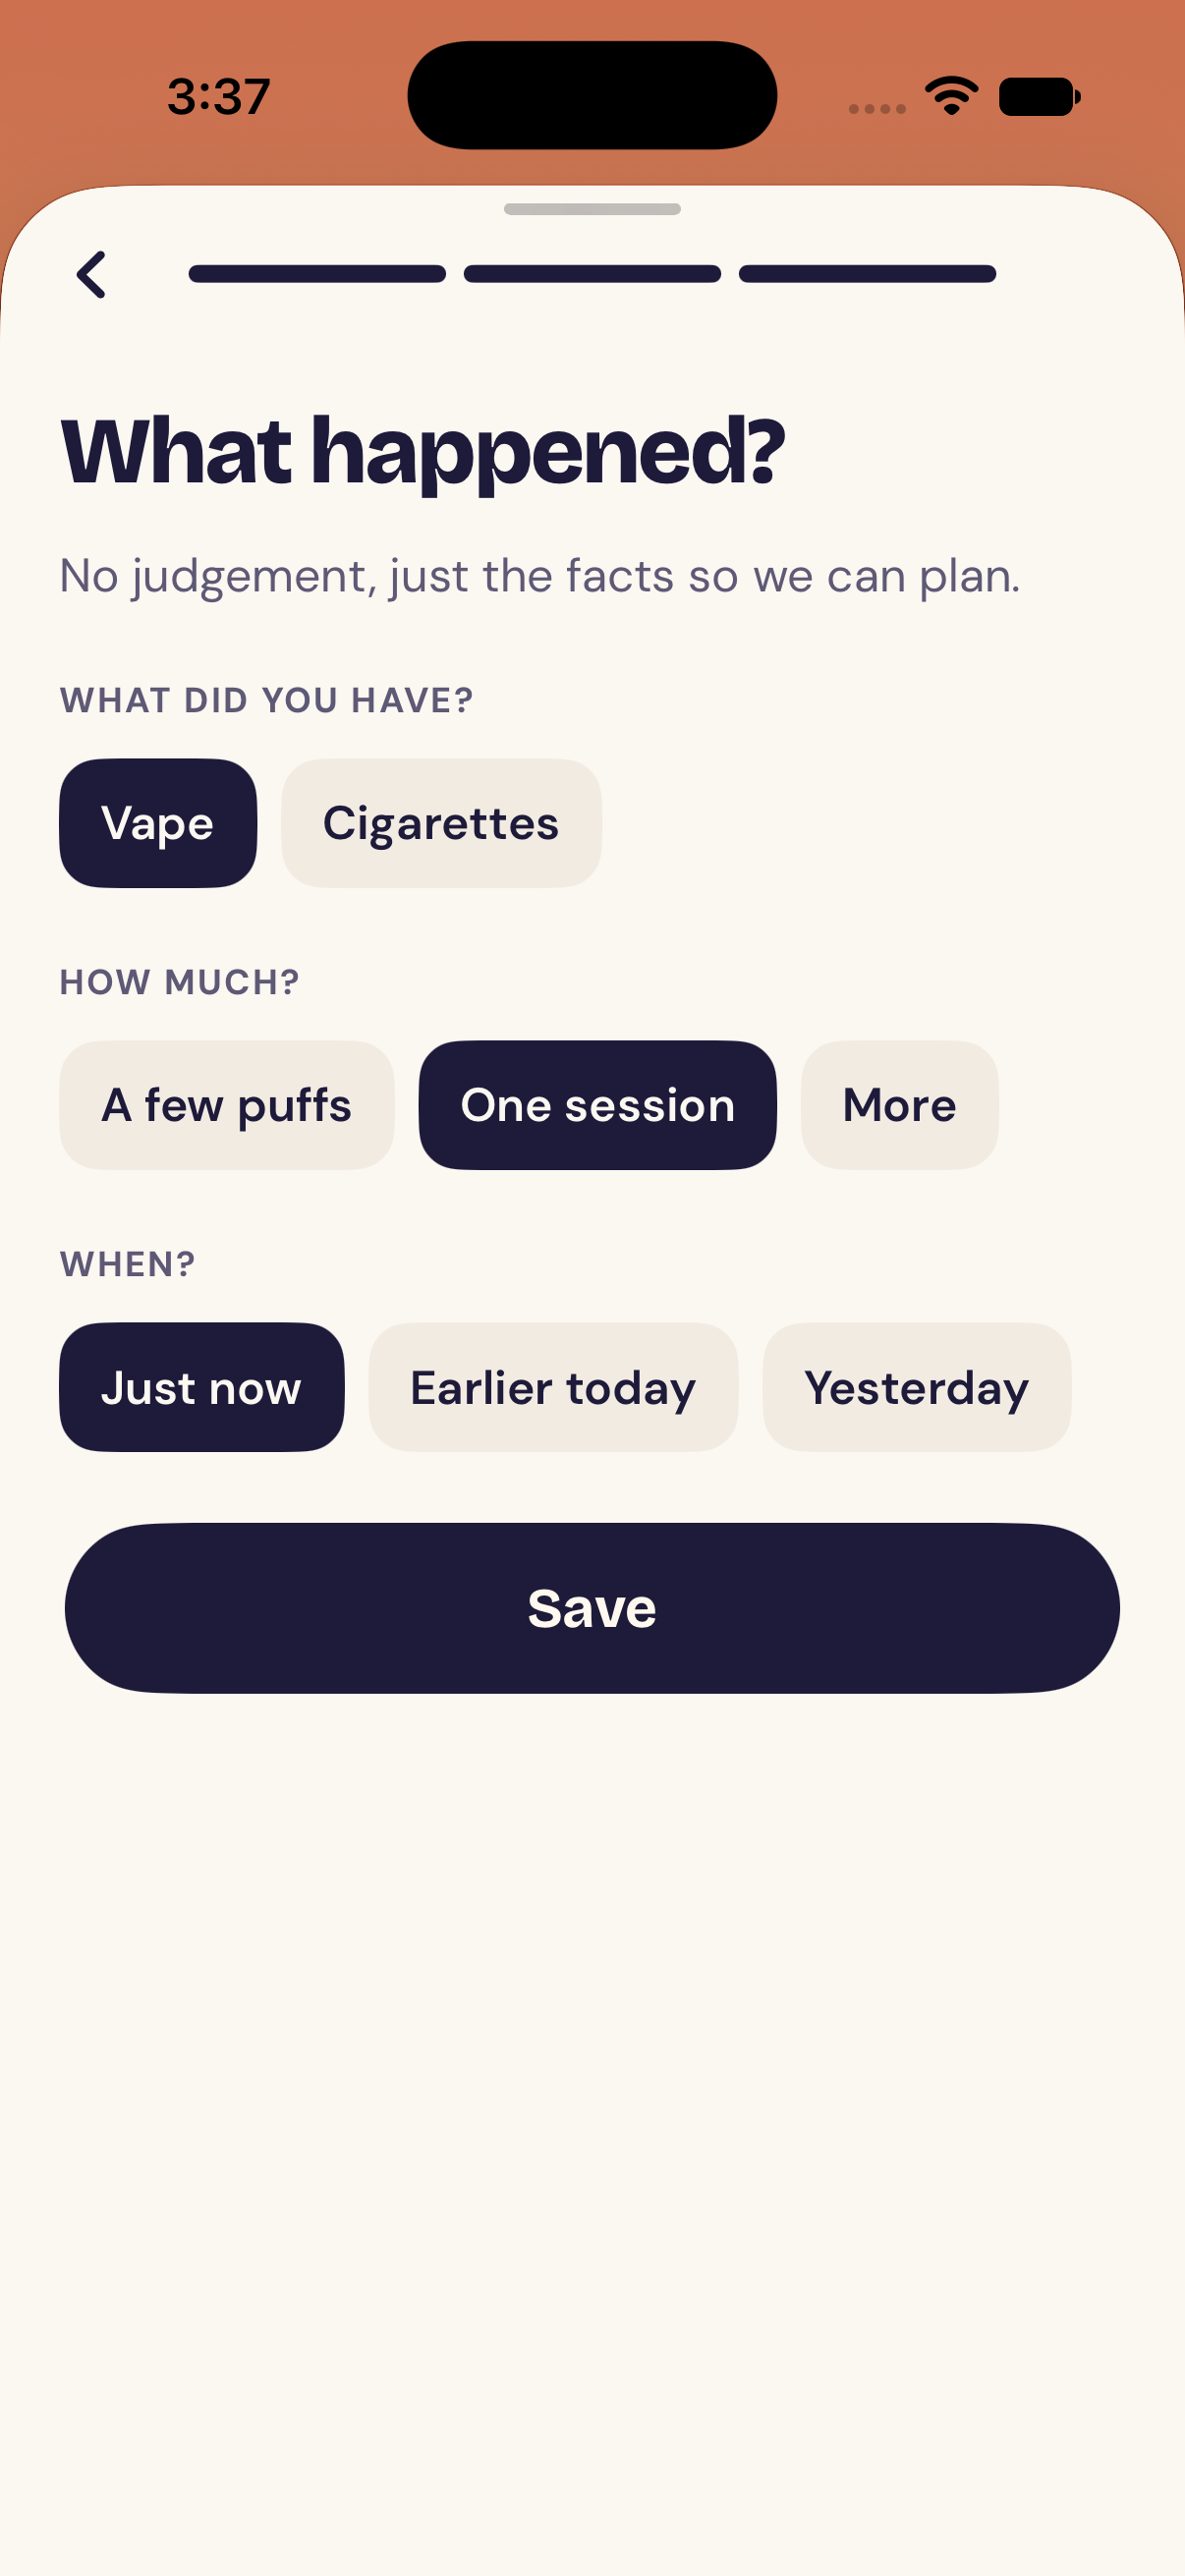 3:37
What happened?
No judgement, just the facts so we can plan.
WHAT DID YOU HAVE?
Vape Cigarettes
HOW MUCH?
A few puffs One session More
WHEN?
Just now Earlier today Yesterday
Save